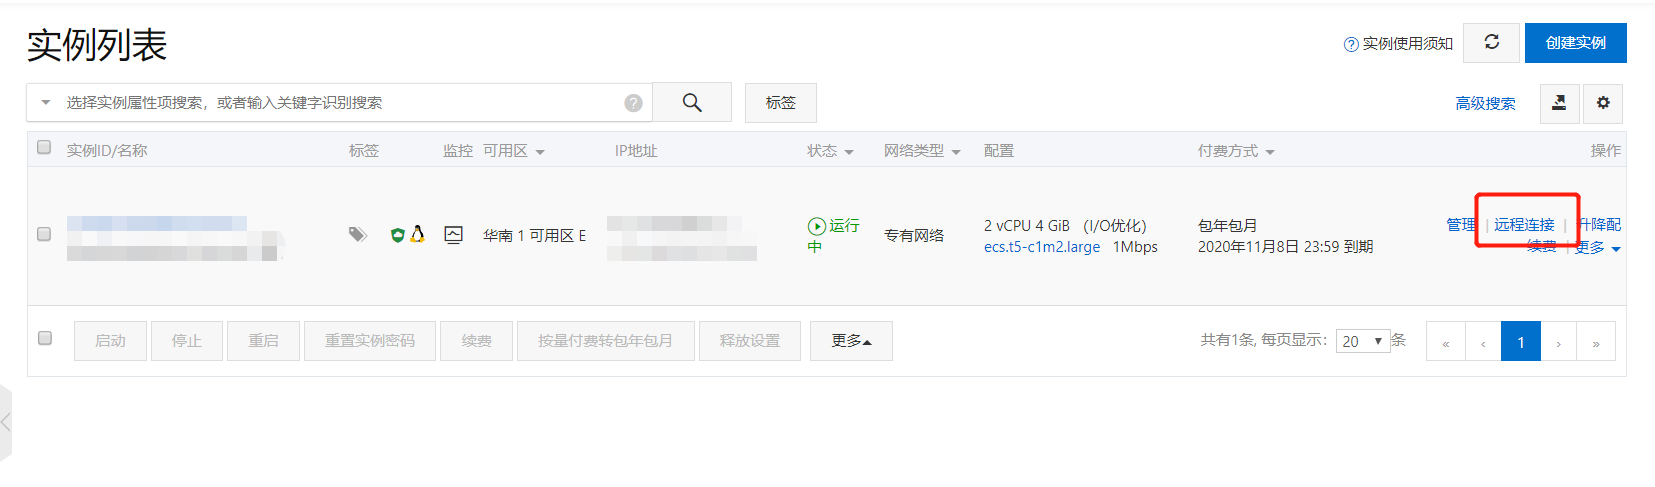 实例列表
? 实例使用须知
创建实例
选择实例属性项搜索，或者输入关键字识别搜索 ?
标签
高级搜索
实例ID/名称 标签 监控 可用区 IP地址 状态 网络类型 配置 付费方式 操作
华南 1 可用区 E
运行
中
专有网络
2 vCPU 4 GiB （I/O优化）
ecs.t5-c1m2.large 1Mbps
包年包月
2020年11月8日 23:59 到期
管理 | 远程连接 | 升降配
续费 | 更多
启动 停止 重启 重置实例密码 续费 按量付费转包年包月 释放设置 更多
共有1条, 每页显示： 20 条 « ‹ 1 › »